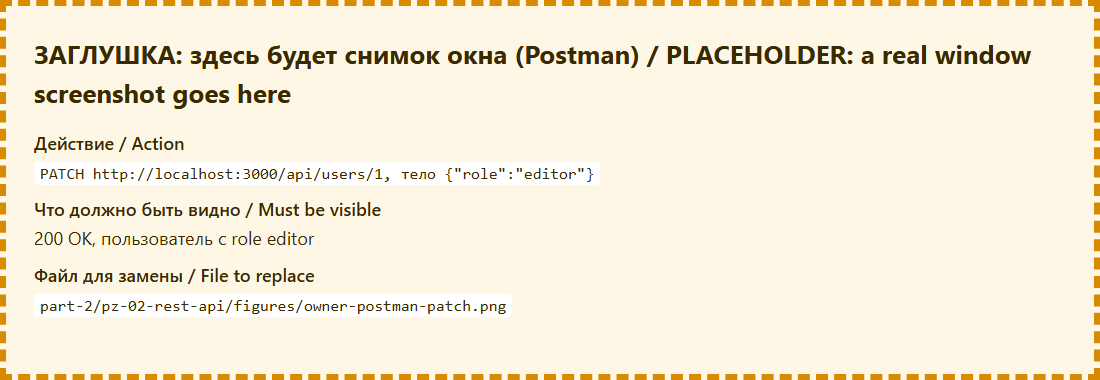 ЗАГЛУШКА: здесь будет снимок окна (Postman) / PLACEHOLDER: a real window
screenshot goes here
Действие / Action
PATCH http://localhost:3000/api/users/1, тело {"role":"editor"}
Что должно быть видно / Must be visible
200 OK, пользователь с role editor
Файл для замены / File to replace
part-2/pz-02-rest-api/figures/owner-postman-patch.png